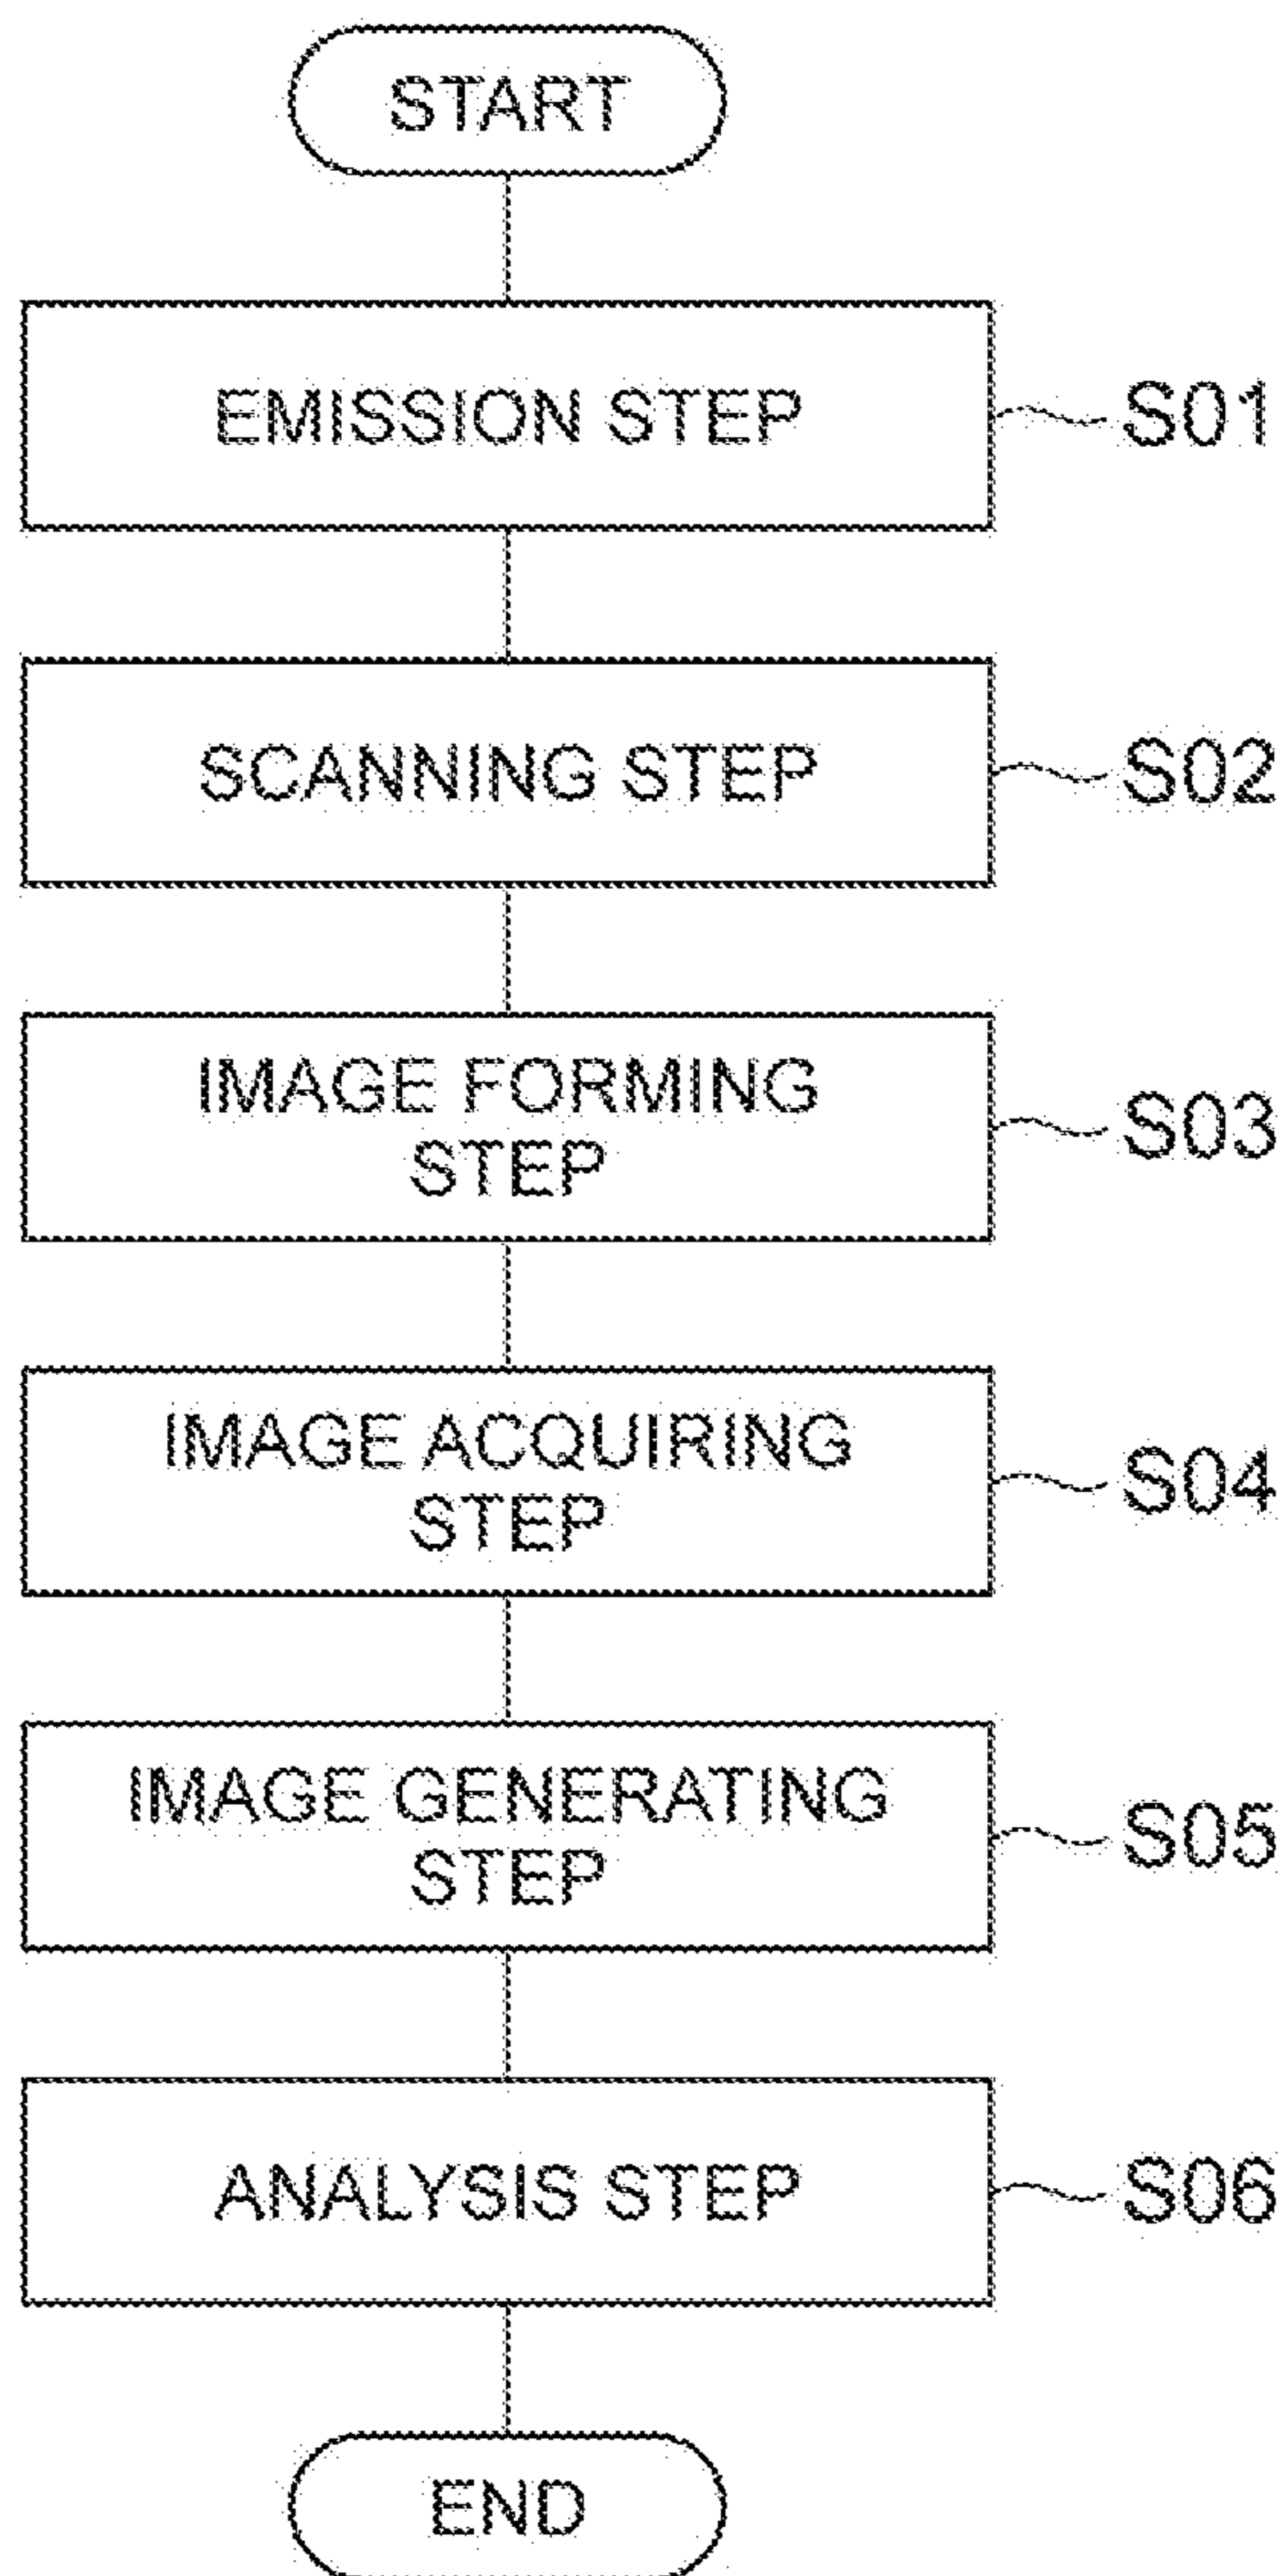 START
EMISSION STEP
S01
SCANNING STEP
S02
IMAGE FORMING
STEP
S03
IMAGE ACQUIRING
STEP
S04
IMAGE GENERATING
STEP
S05
ANALYSIS STEP
S06
END